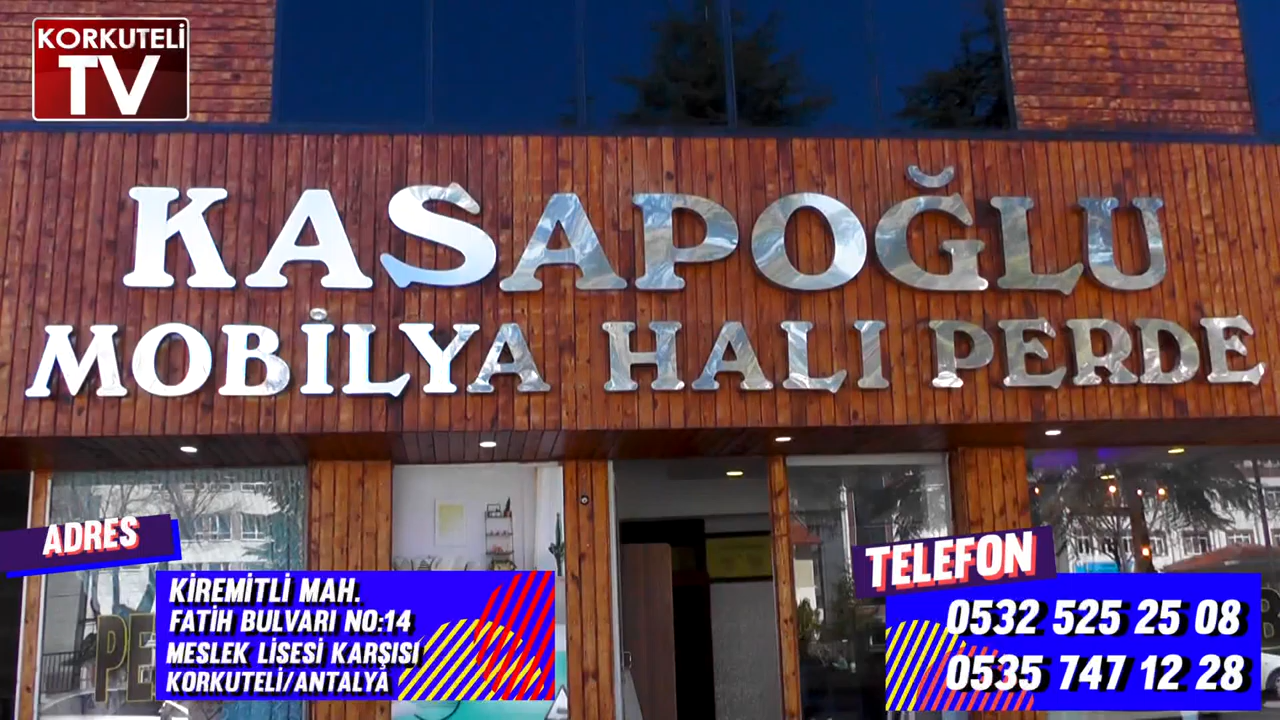 KORKUTELİ
TV
KASAPOĞLU
MOBİLYA HALI PERDE
ADRES
KİREMİTLİ MAH.
FATİH BULVARI NO:14
MESLEK LİSESİ KARŞISI
KORKUTELİ/ANTALYA
TELEFON
0532 525 25 08
0535 747 12 28